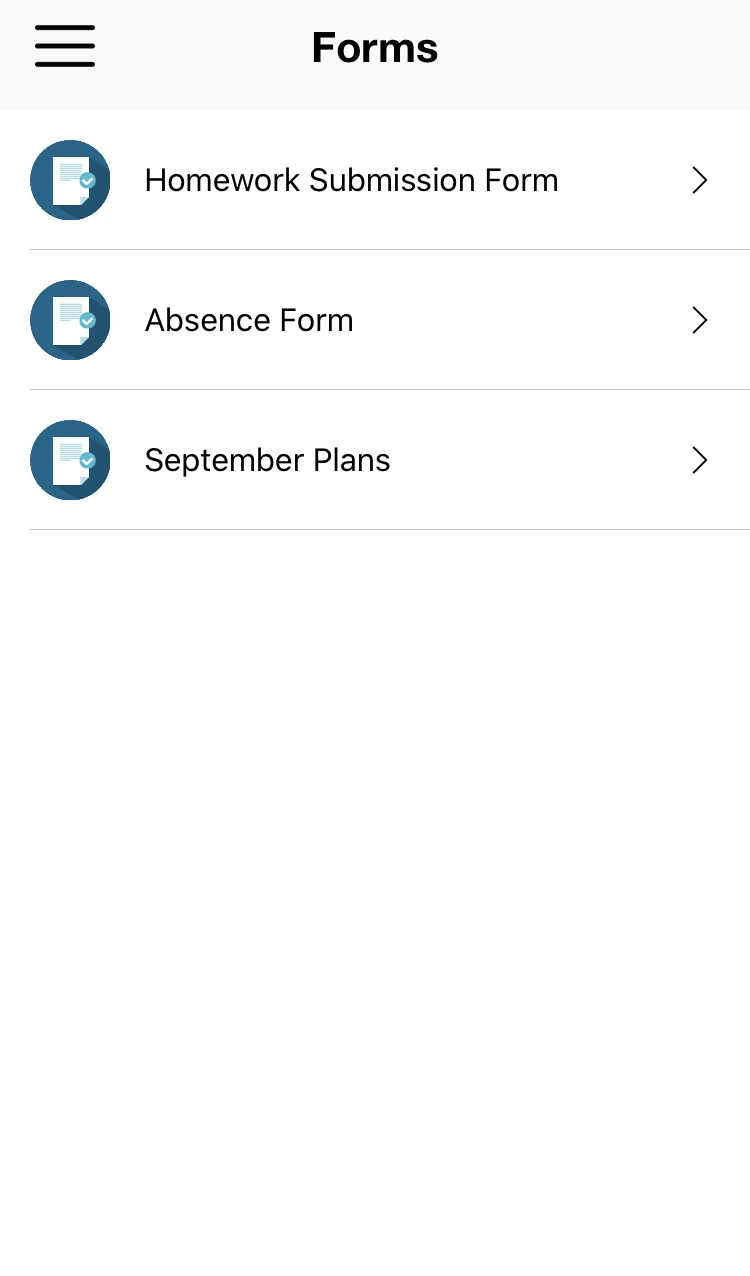 Forms
Homework Submission Form
Absence Form
September Plans